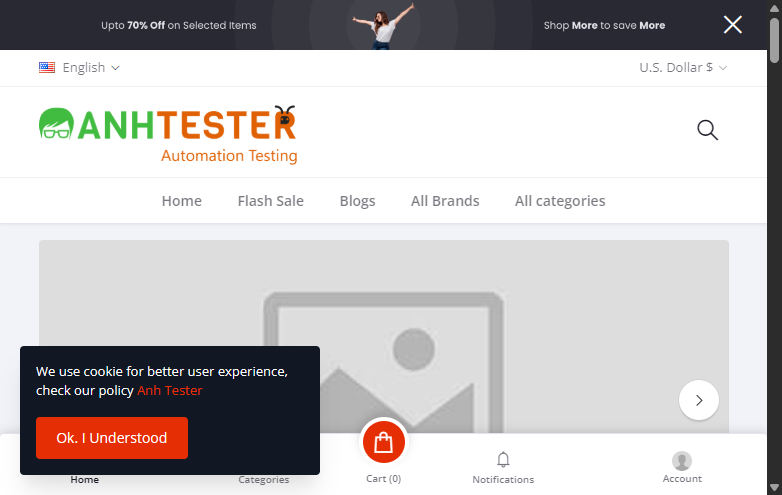 Upto 70% Off on Selected Items
Shop More to save More
English
U.S. Dollar $
ANHTESTER
Automation Testing
Home
Flash Sale
Blogs
All Brands
All categories
We use cookie for better user experience,
check our policy Anh Tester
Ok. I Understood
Home
Categories
Cart (0)
Notifications
Account